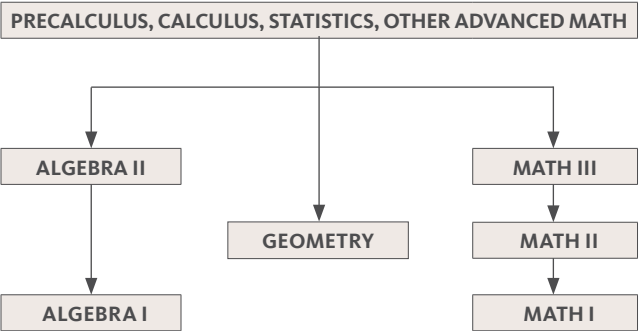 PRECALCULUS, CALCULUS, STATISTICS, OTHER ADVANCED MATH
ALGEBRA II
MATH III
GEOMETRY
MATH II
ALGEBRA I
MATH I